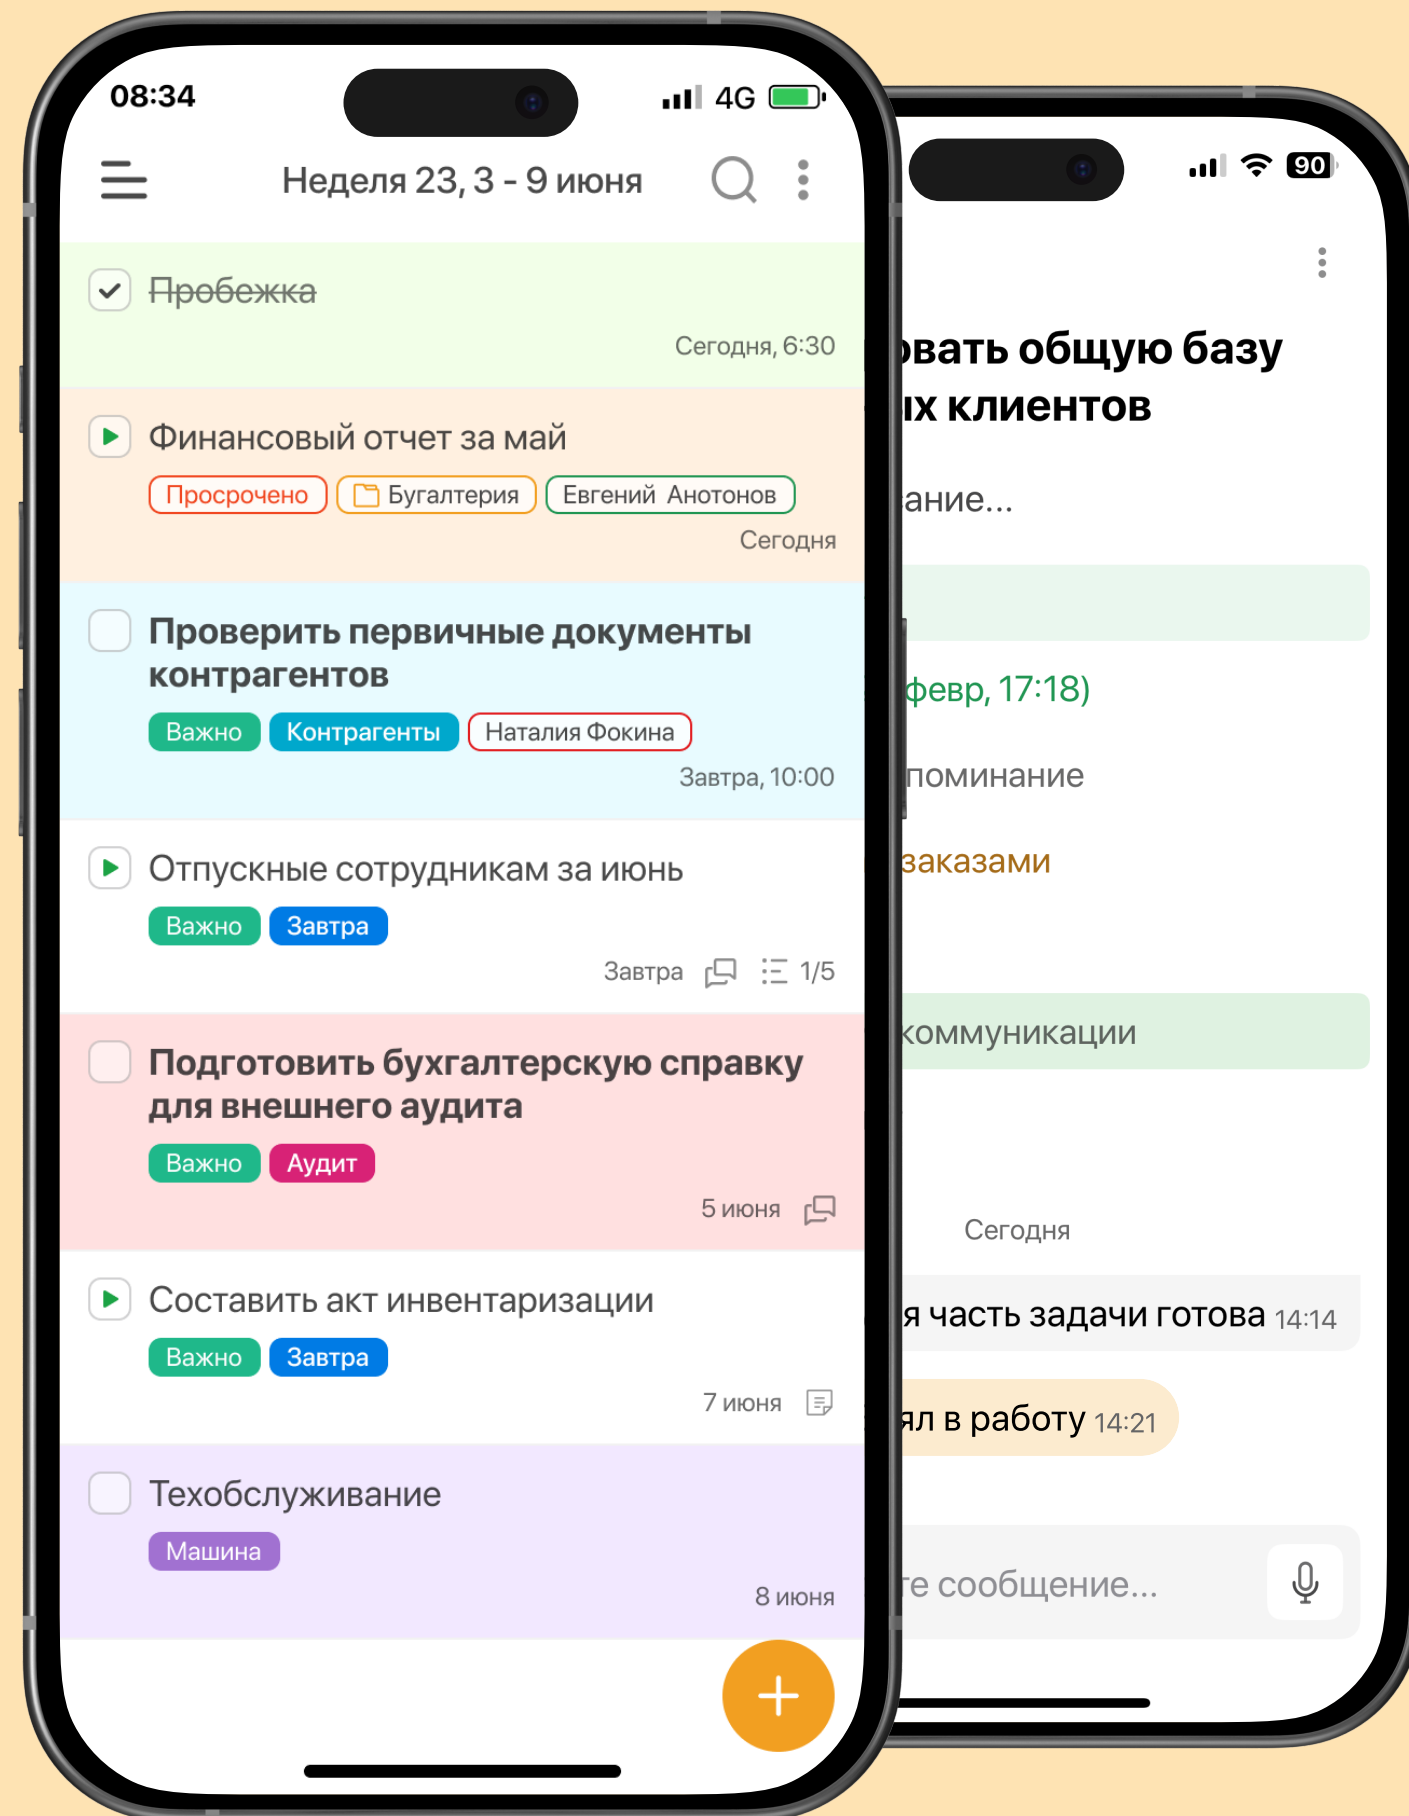 08:34
4G
Неделя 23, 3 - 9 июня
Пробежка
Сегодня, 6:30
Финансовый отчет за май
Просрочено
Бугалтерия
Евгений Анотонов
Сегодня
Проверить первичные документы
контрагентов
Важно
Контрагенты
Наталия Фокина
Завтра, 10:00
Отпускные сотрудникам за июнь
Важно
Завтра
Завтра
1/5
Подготовить бухгалтерскую справку
для внешнего аудита
Важно
Аудит
5 июня
Составить акт инвентаризации
Важно
Завтра
7 июня
Техобслуживание
Машина
8 июня
90
овать общую базу
ых клиентов
сание...
февр, 17:18)
поминание
заказами
коммуникации
Сегодня
я часть задачи готова 14:14
ял в работу 14:21
те сообщение...